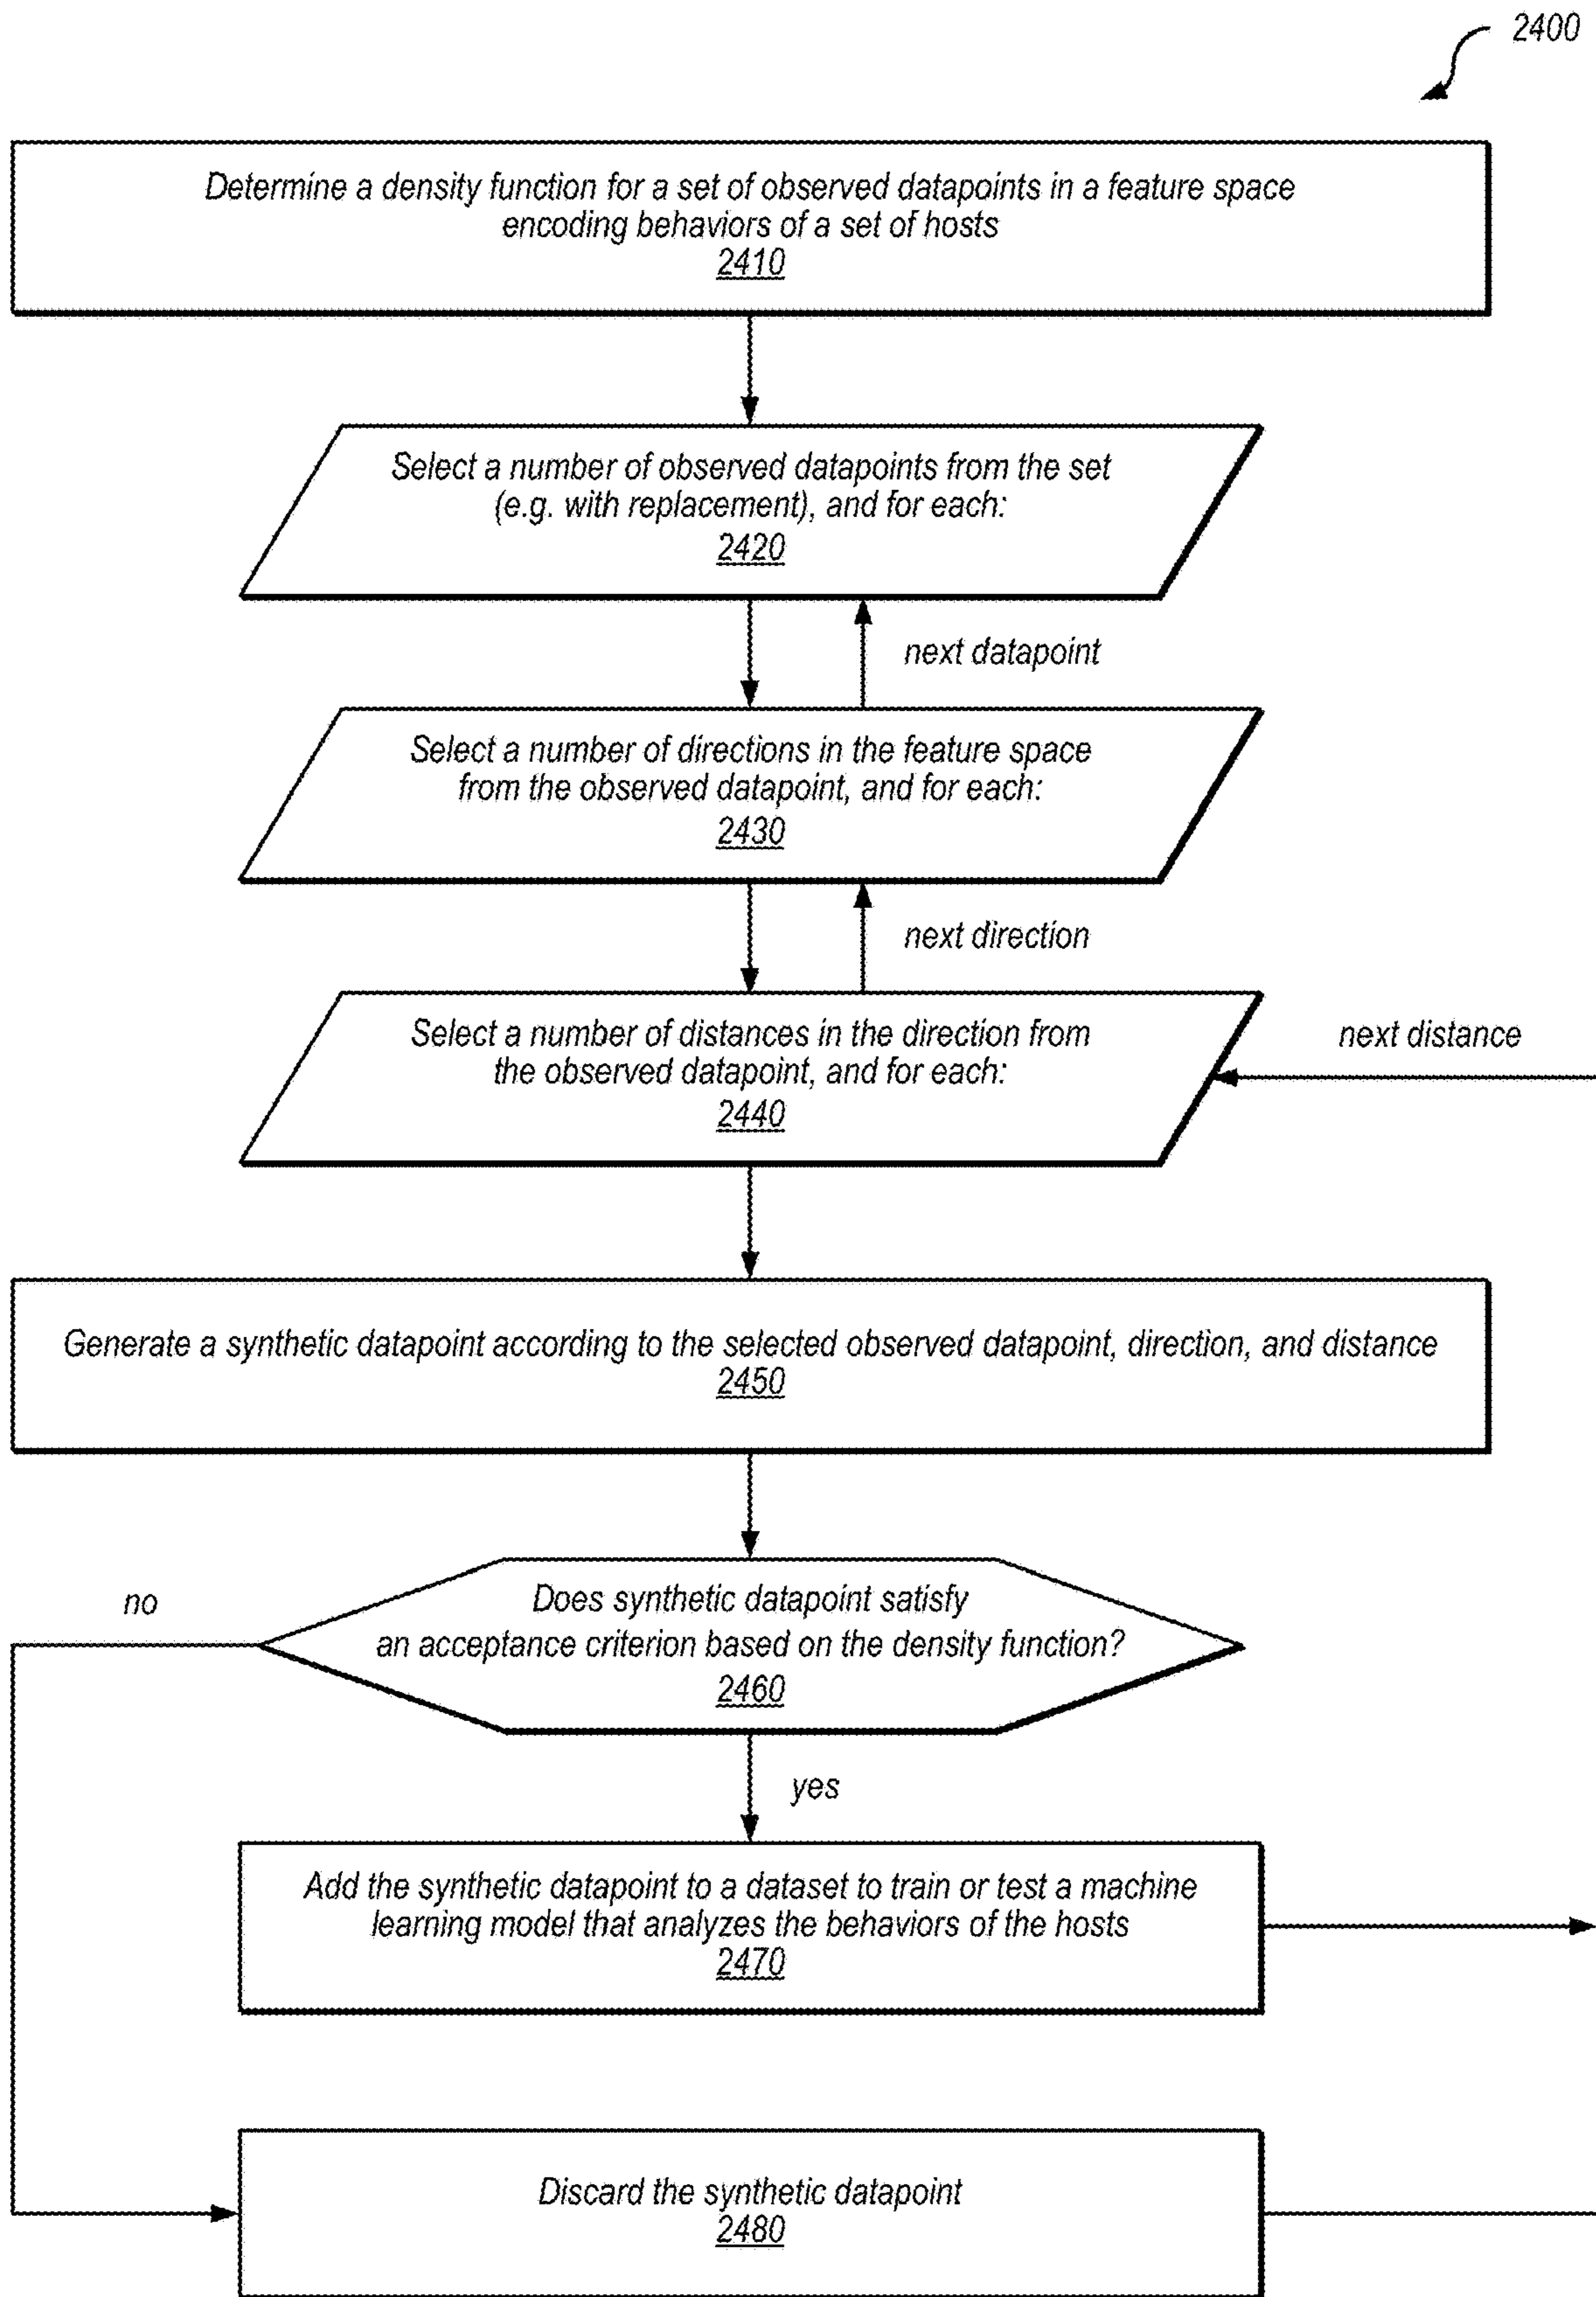 2400
Determine a density function for a set of observed datapoints in a feature space
encoding behaviors of a set of hosts
2410
Select a number of observed datapoints from the set
(e.g. with replacement), and for each:
2420
next datapoint
Select a number of directions in the feature space
from the observed datapoint, and for each:
2430
next direction
Select a number of distances in the direction from
the observed datapoint, and for each:
2440
next distance
Generate a synthetic datapoint according to the selected observed datapoint, direction, and distance
2450
no
Does synthetic datapoint satisfy
an acceptance criterion based on the density function?
2460
yes
Add the synthetic datapoint to a dataset to train or test a machine
learning model that analyzes the behaviors of the hosts
2470
Discard the synthetic datapoint
2480